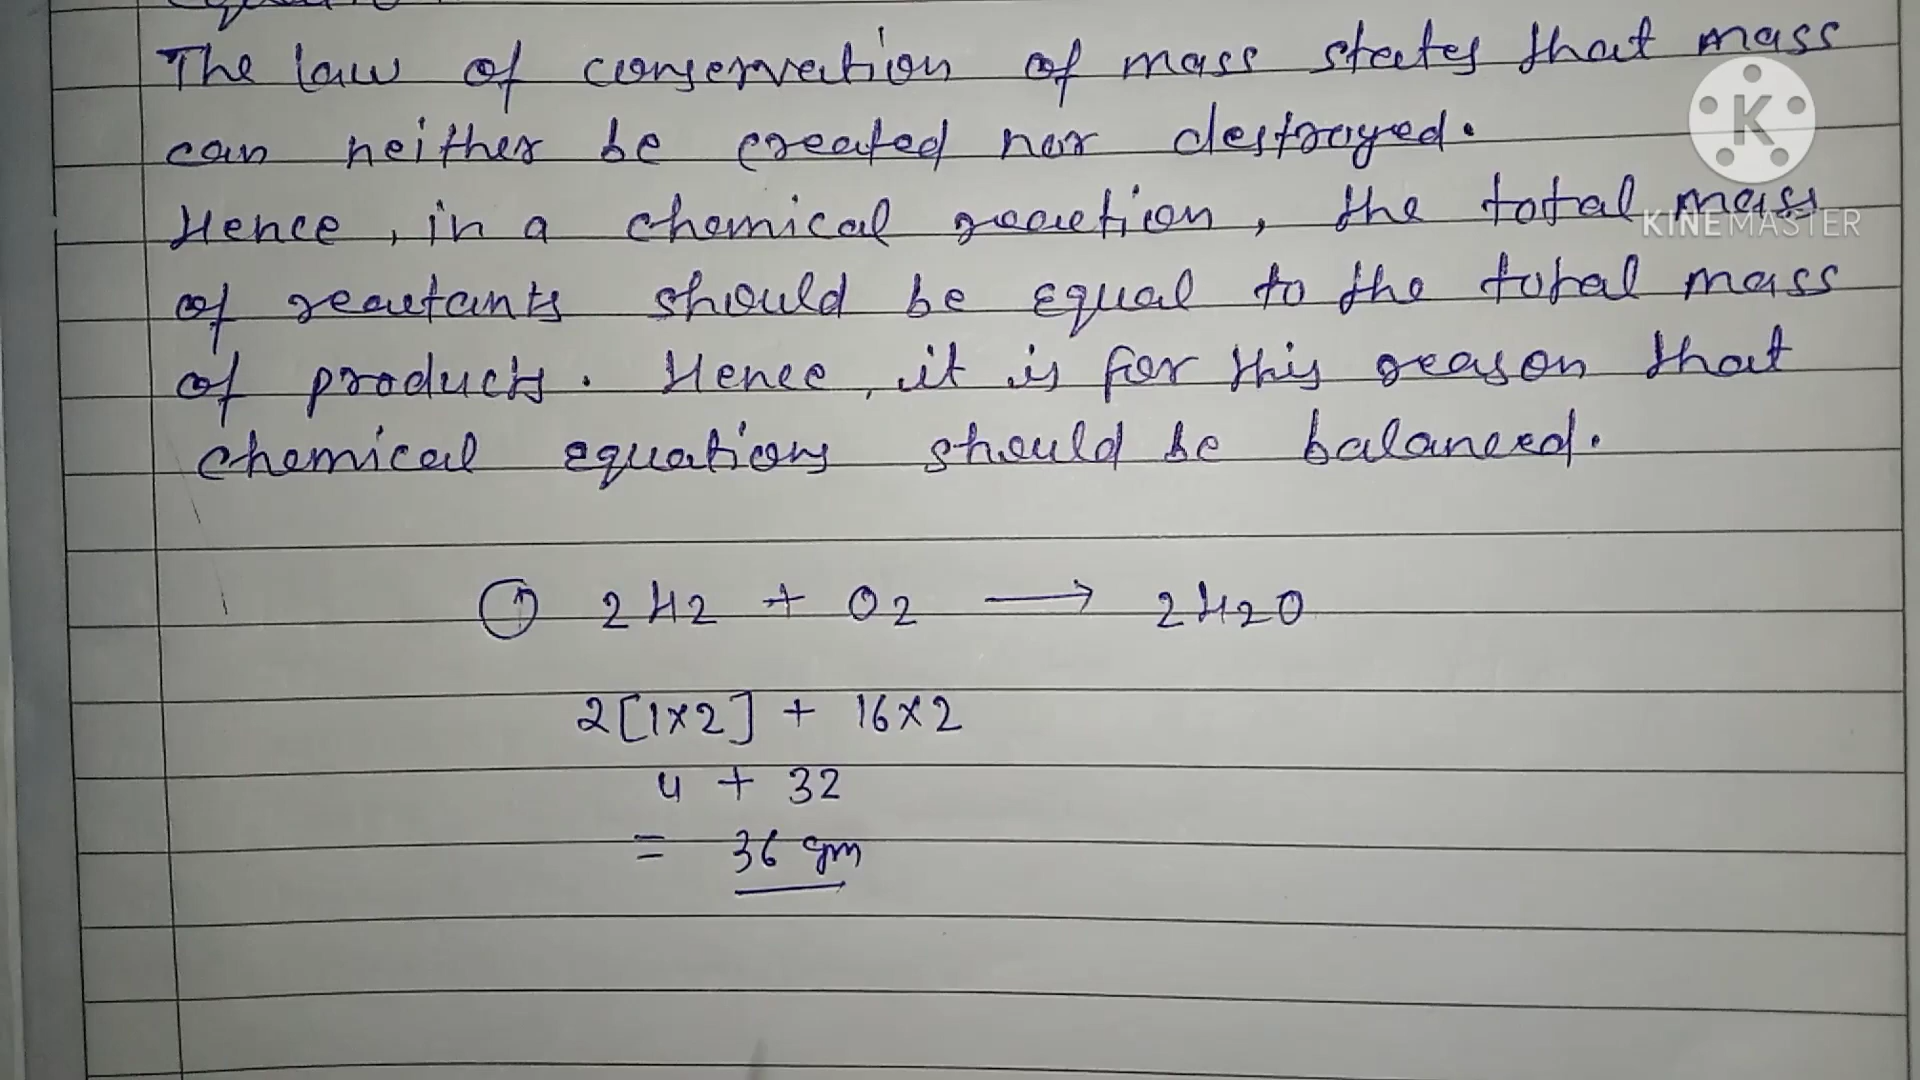 The law of conservation of mass states that mass
can neither be created nor destroyed.
Hence, in a chemical reaction, the total mass
of reactants should be equal to the total mass
of products. Hence, it is for this reason that
chemical equations should be balanced.
① 2H2 + O2 → 2H2O
2[1×2] + 16×2
4 + 32
= 36 gm
K
KINEMASTER